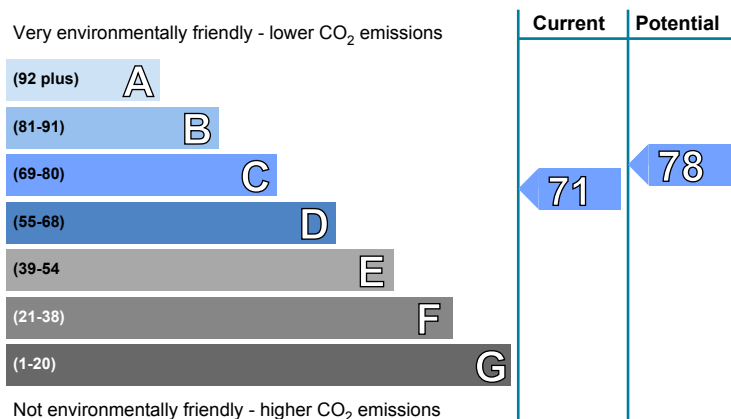 Current Potential
Very environmentally friendly - lower CO2 emissions
(92 plus) A
(81-91) B
(69-80) C
(55-68) D
(39-54 E
(21-38) F
(1-20) G
71
78
Not environmentally friendly - higher CO2 emissions